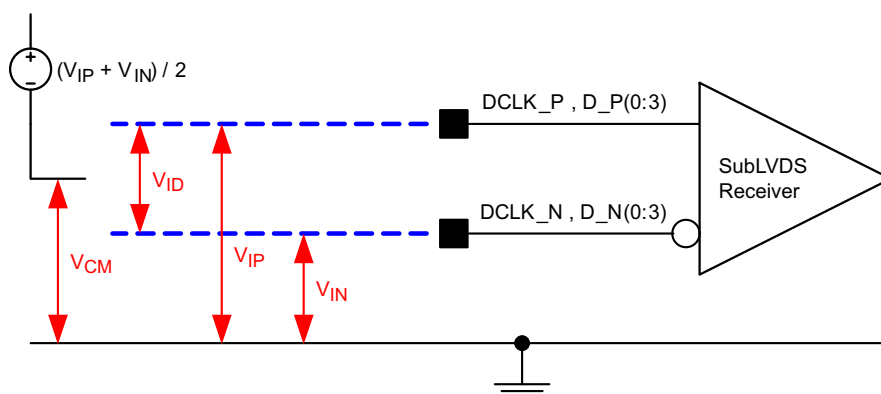 +
(VIP + VIN) / 2
−
DCLK_P , D_P(0:3)
SubLVDS
Receiver
VID
DCLK_N , D_N(0:3)
VCM
VIP
VIN